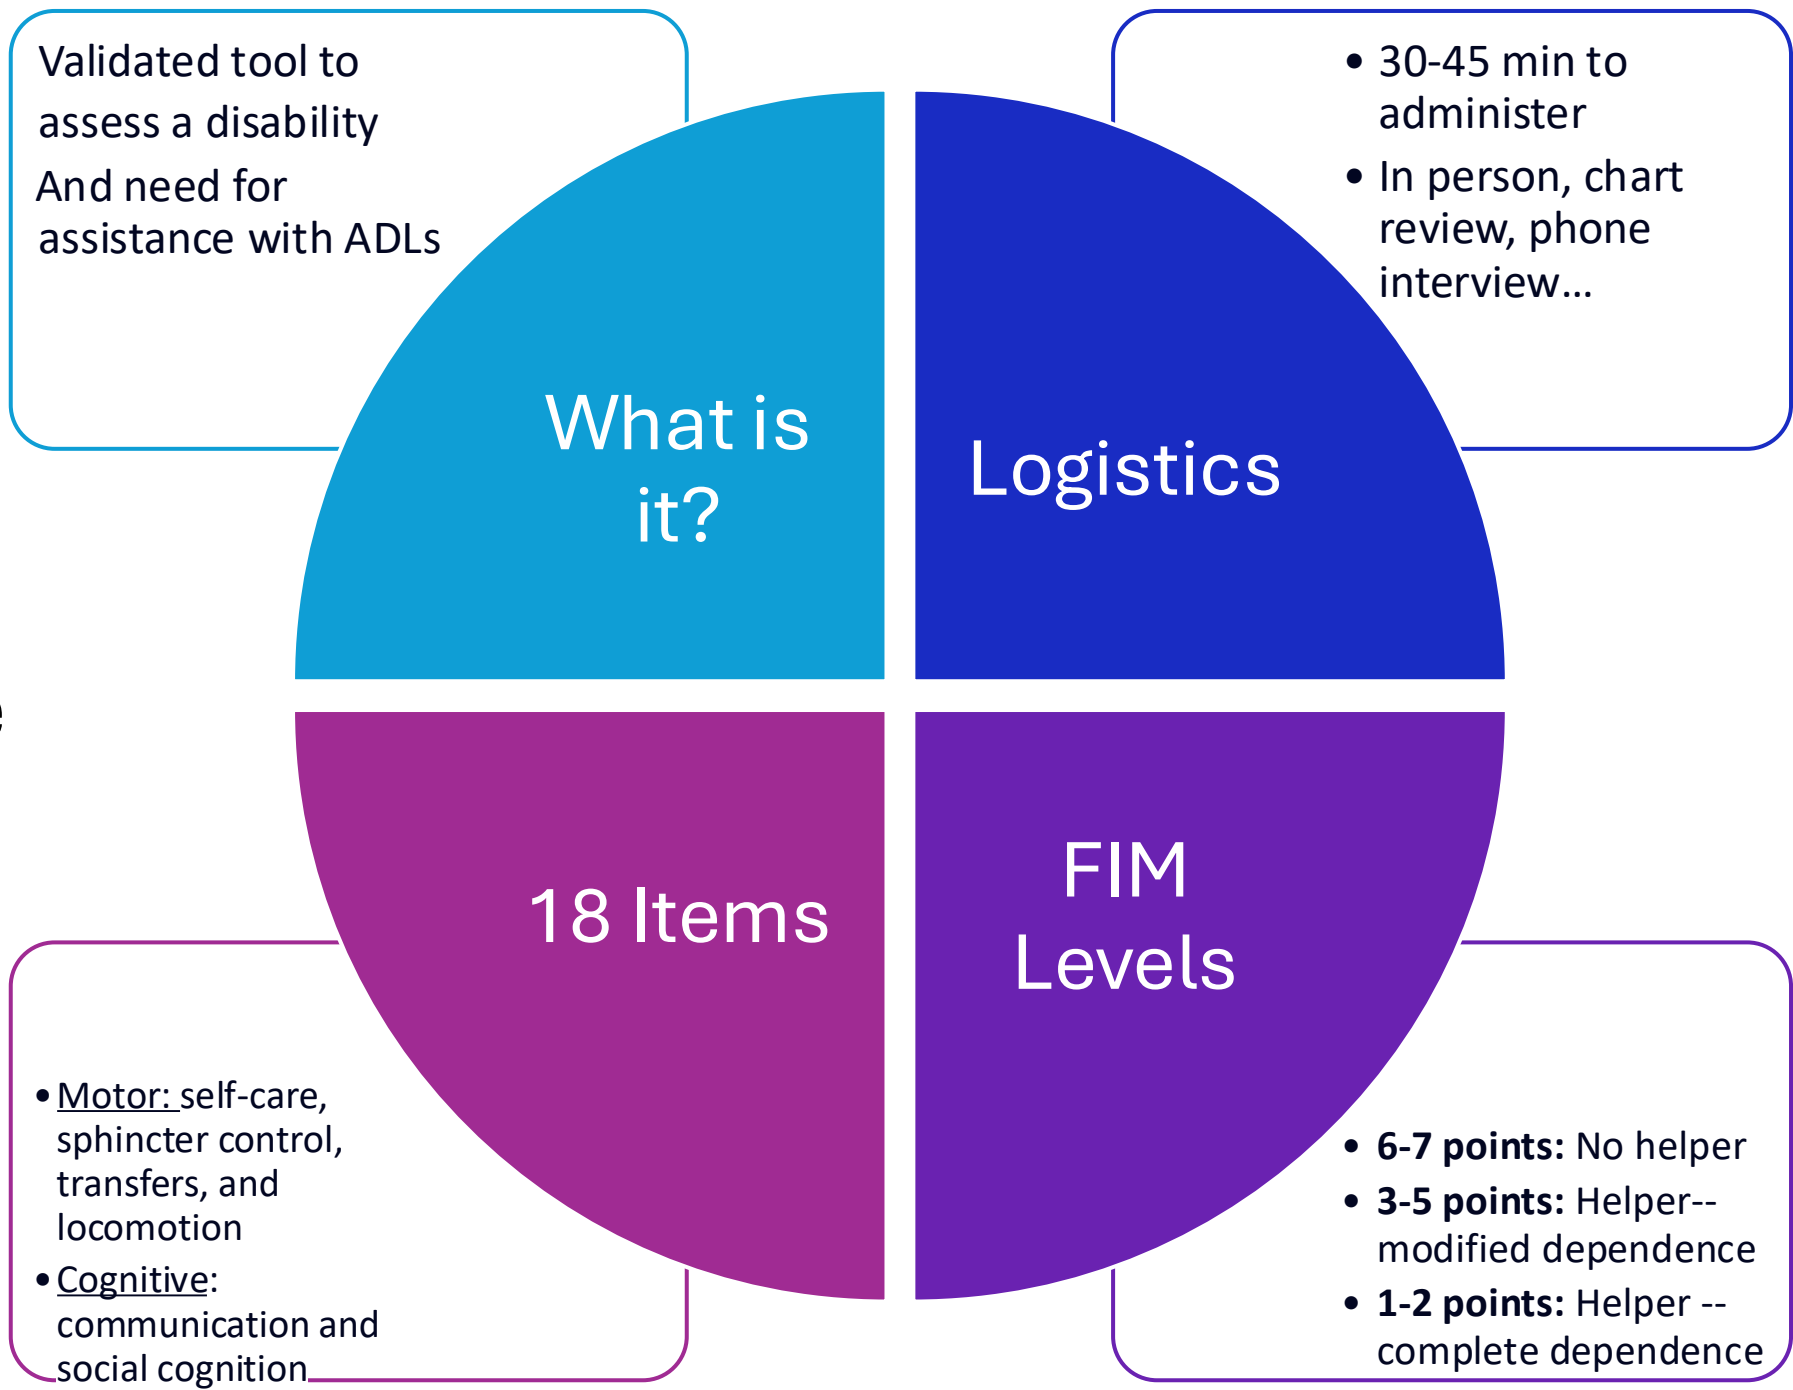 Validated tool to
assess a disability
And need for
assistance with ADLs
• 30-45 min to
administer
• In person, chart
review, phone
interview...
What is
it?
Logistics
e
18 Items
FIM
Levels
• Motor: self-care,
sphincter control,
transfers, and
locomotion
• Cognitive:
communication and
social cognition
• 6-7 points: No helper
• 3-5 points: Helper--
modified dependence
• 1-2 points: Helper --
complete dependence